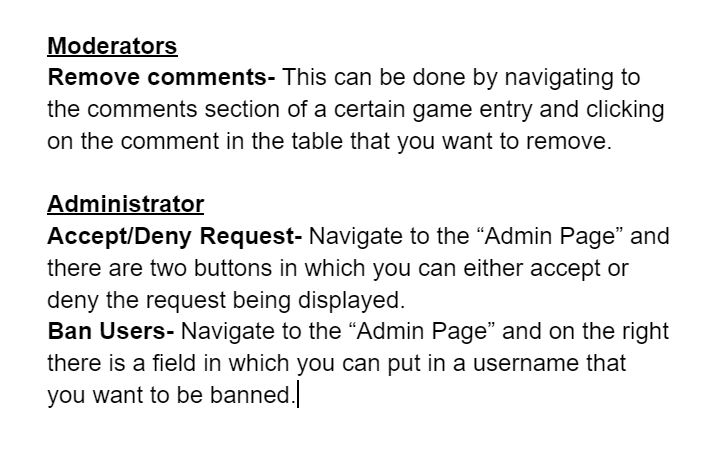 Moderators
Remove comments- This can be done by navigating to
the comments section of a certain game entry and clicking
on the comment in the table that you want to remove.
Administrator
Accept/Deny Request- Navigate to the “Admin Page” and
there are two buttons in which you can either accept or
deny the request being displayed.
Ban Users- Navigate to the “Admin Page” and on the right
there is a field in which you can put in a username that
you want to be banned.